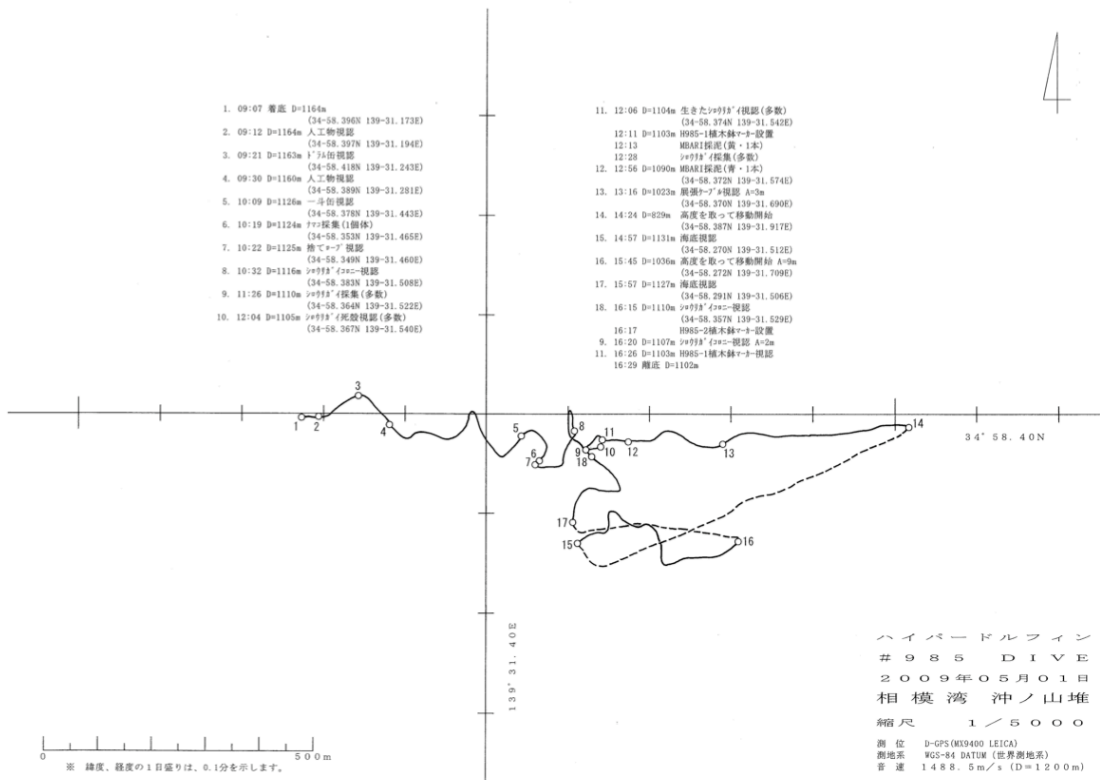 1. 09:07 着底 D=1164m
(34-58.396N 139-31.173E)
2. 09:12 D=1164m 人工物視認
(34-58.397N 139-31.194E)
3. 09:21 D=1163m ﾄﾞﾗﾑ缶視認
(34-58.418N 139-31.243E)
4. 09:30 D=1160m 人工物視認
(34-58.389N 139-31.281E)
5. 10:09 D=1126m 一斗缶視認
(34-58.378N 139-31.443E)
6. 10:19 D=1124m ﾅﾏｺ採集(1個体)
(34-58.353N 139-31.465E)
7. 10:22 D=1125m 捨てﾛｰﾌﾟ視認
(34-58.349N 139-31.460E)
8. 10:32 D=1116m ｼﾛｳﾘｶﾞｲｺﾛﾆｰ視認
(34-58.383N 139-31.508E)
9. 11:26 D=1110m ｼﾛｳﾘｶﾞｲ採集(多数)
(34-58.364N 139-31.522E)
10. 12:04 D=1105m ｼﾛｳﾘｶﾞｲ死殻視認(多数)
(34-58.367N 139-31.540E)
11. 12:06 D=1104m 生きたｼﾛｳﾘｶﾞｲ視認(多数)
(34-58.374N 139-31.542E)
12:11 D=1103m H985-1植木鉢ﾏｰｶｰ設置
12:13 MBARI採泥(黄・1本)
12:28 ｼﾛｳﾘｶﾞｲ採集(多数)
12. 12:56 D=1090m MBARI採泥(青・1本)
(34-58.372N 139-31.574E)
13. 13:16 D=1023m 展張ｹｰﾌﾞﾙ視認 A=3m
(34-58.370N 139-31.690E)
14. 14:24 D=829m 高度を取って移動開始
(34-58.387N 139-31.917E)
15. 14:57 D=1131m 海底視認
(34-58.270N 139-31.512E)
16. 15:45 D=1036m 高度を取って移動開始 A=9m
(34-58.272N 139-31.709E)
17. 15:57 D=1127m 海底視認
(34-58.291N 139-31.506E)
18. 16:15 D=1110m ｼﾛｳﾘｶﾞｲｺﾛﾆｰ視認
(34-58.357N 139-31.529E)
16:17 H985-2植木鉢ﾏｰｶｰ設置
9. 16:20 D=1107m ｼﾛｳﾘｶﾞｲｺﾛﾆｰ視認 A=2m
11. 16:26 D=1103m H985-1植木鉢ﾏｰｶｰ視認
16:29 離底 D=1102m
1
2
3
4
5
6
7
8
9
10
11
12
13
14
15
16
17
18
34°58.40N
139°31.40E
ハイパードルフィン
#985 DIVE
2009年05月01日
相模湾 沖ノ山堆
縮尺 1/5000
測 位 D-GPS(MX9400 LEICA)
測地系 WGS-84 DATUM (世界測地系)
音 速 1488.5m/s (D=1200m)
0
500m
※ 緯度、経度の1目盛りは、0.1分を示します。